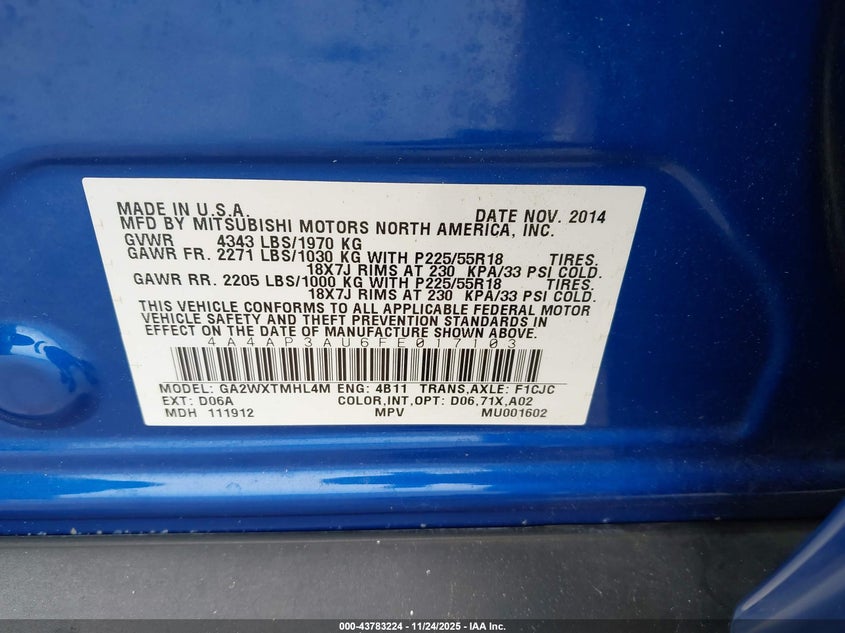 MADE IN U.S.A. DATE NOV. 2014
MFD BY MITSUBISHI MOTORS NORTH AMERICA, INC.
GVWR 4343 LBS/1970 KG
GAWR FR. 2271 LBS/1030 KG WITH P225/55R18 TIRES.
18X7J RIMS AT 230 KPA/33 PSI COLD.
GAWR RR. 2205 LBS/1000 KG WITH P225/55R18 TIRES.
18X7J RIMS AT 230 KPA/33 PSI COLD.
THIS VEHICLE CONFORMS TO ALL APPLICABLE FEDERAL MOTOR
VEHICLE SAFETY AND THEFT PREVENTION STANDARDS IN
EFFECT ON THE DATE OF MANUFACTURE SHOWN ABOVE.
4A4AP3AU6FE017103
MODEL: GA2WXTMHL4M ENG: 4B11 TRANS,AXLE: F1CJC
EXT: D06A COLOR,INT,OPT: D06,71X,A02
MDH 111912 MPV MU001602
000-43783224 | 11/24/2025 | IAA Inc.